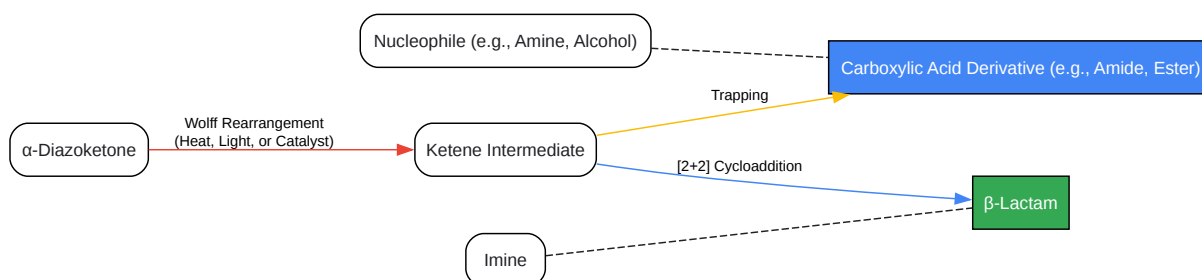 Nucleophile (e.g., Amine, Alcohol)
Carboxylic Acid Derivative (e.g., Amide, Ester)
Trapping
Wolff Rearrangement
(Heat, Light, or Catalyst)
α-Diazoketone
Ketene Intermediate
[2+2] Cycloaddition
β-Lactam
Imine